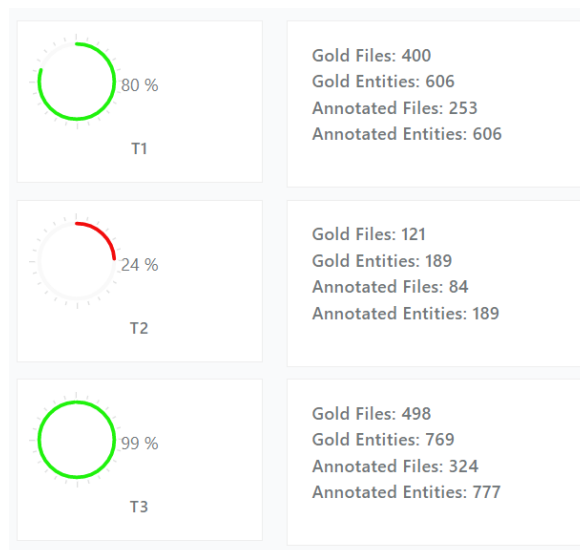 80 %
T1
Gold Files: 400
Gold Entities: 606
Annotated Files: 253
Annotated Entities: 606
24 %
T2
Gold Files: 121
Gold Entities: 189
Annotated Files: 84
Annotated Entities: 189
99 %
T3
Gold Files: 498
Gold Entities: 769
Annotated Files: 324
Annotated Entities: 777